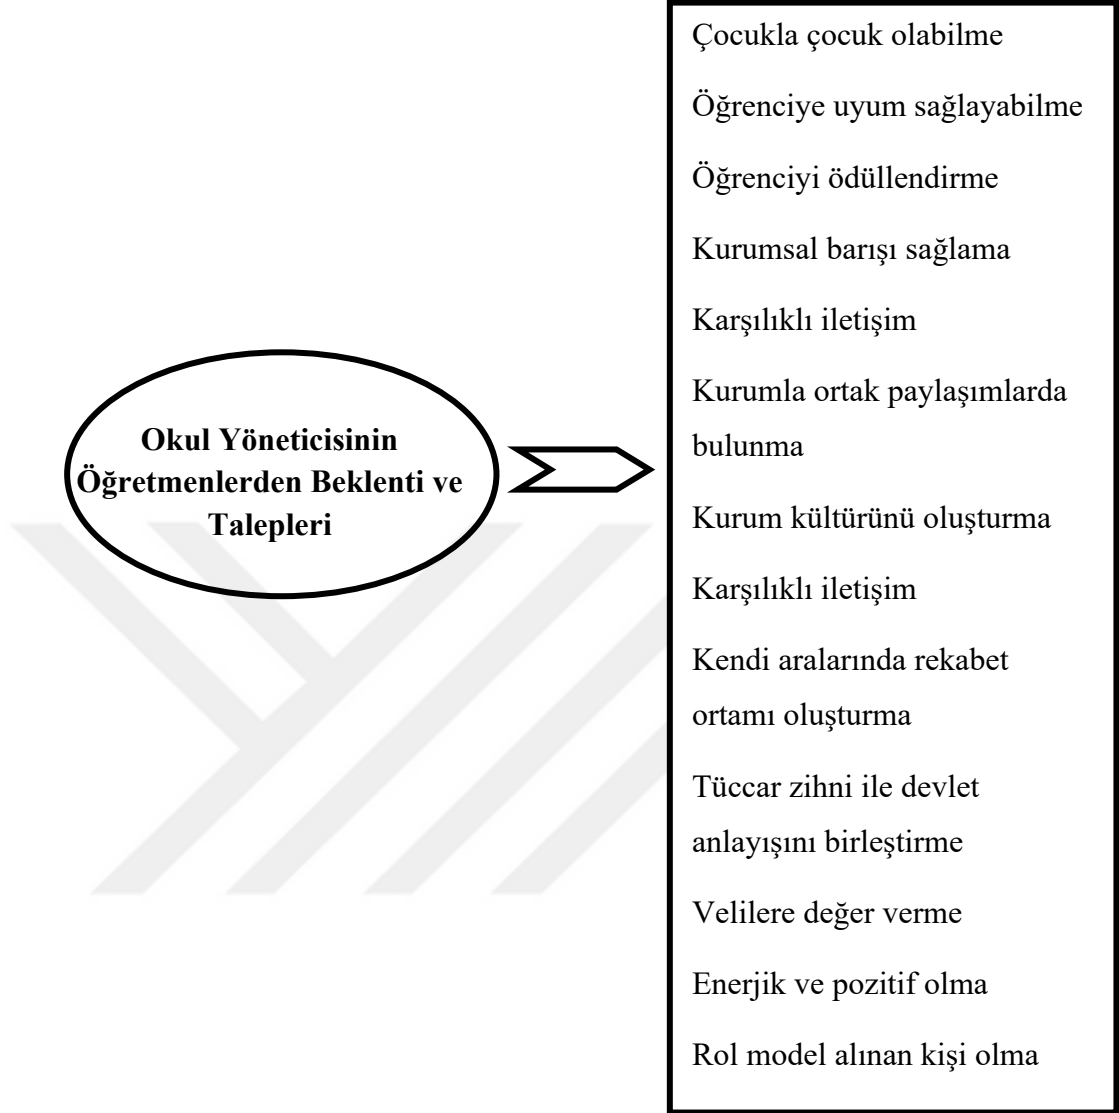 Okul Yöneticisinin
Öğretmenlerden Beklenti ve
Talepleri
Çocukla çocuk olabilme
Öğrenciye uyum sağlayabilme
Öğrenciyi ödüllendirme
Kurumsal barışı sağlama
Karşılıklı iletişim
Kurumla ortak paylaşımlarda
bulunma
Kurum kültürünü oluşturma
Karşılıklı iletişim
Kendi aralarında rekabet
ortamı oluşturma
Tüccar zihni ile devlet
anlayışını birleştirme
Velilere değer verme
Enerjik ve pozitif olma
Rol model alınan kişi olma